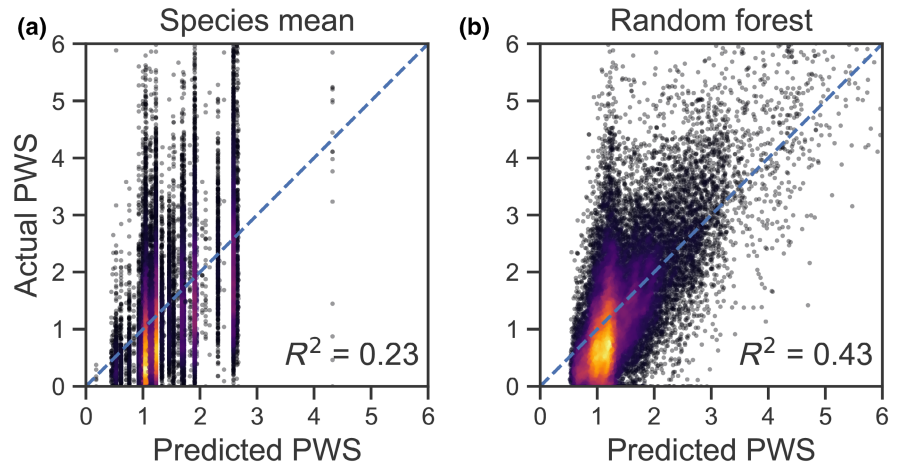 (a) Species mean
(b) Random forest
Actual PWS
6
5
4
3
2
1
0
R² = 0.23
0 1 2 3 4 5 6
Predicted PWS
6
5
4
3
2
1
0
R² = 0.43
0 1 2 3 4 5 6
Predicted PWS